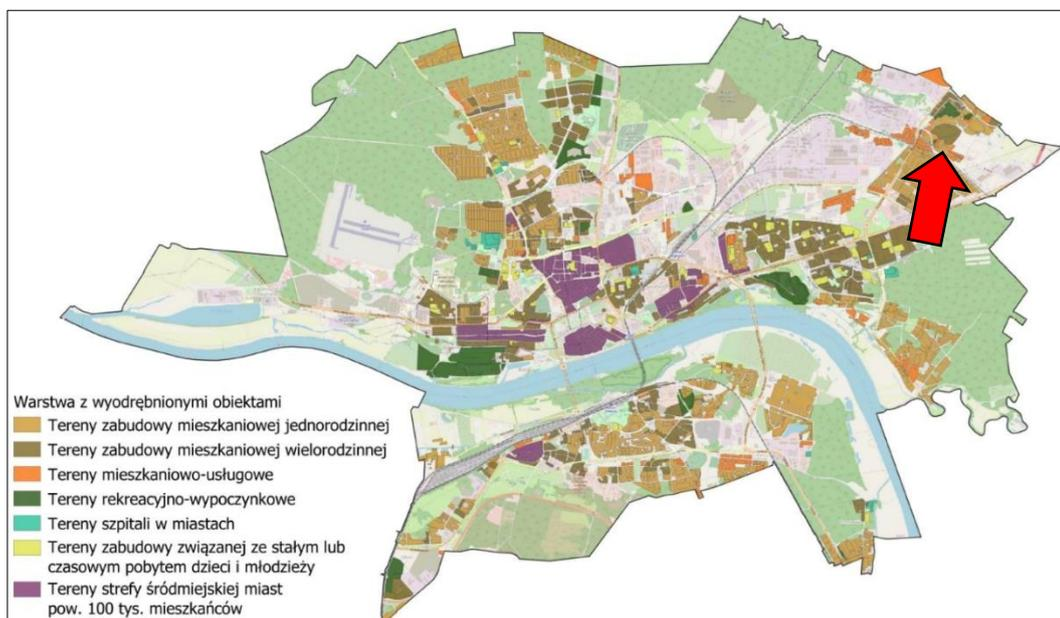 Warstwa z wyodrębnionymi obiektami
Tereny zabudowy mieszkaniowej jednorodzinnej
Tereny zabudowy mieszkaniowej wielorodzinnej
Tereny mieszkaniowo-usługowe
Tereny rekreacyjno-wypoczynkowe
Tereny szpitali w miastach
Tereny zabudowy związanej ze stałym lub
czasowym pobytem dzieci i młodzieży
Tereny strefy śródmiejskiej miast
pow. 100 tys. mieszkańców